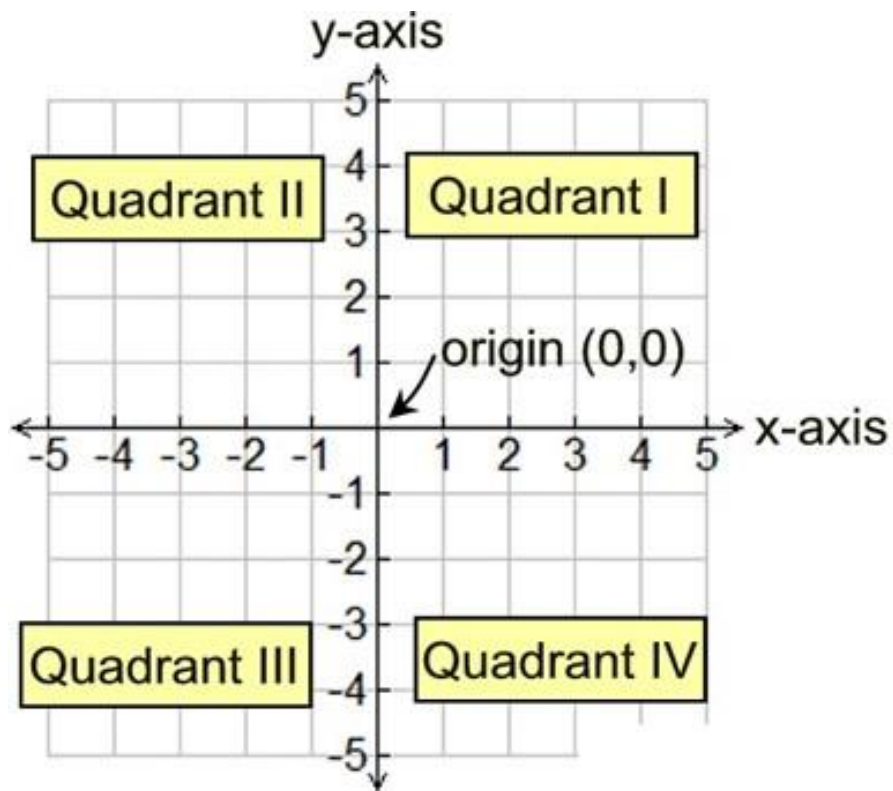 y-axis
5
Quadrant II
4
Quadrant I
3
2
1
origin (0,0)
x-axis
-5 -4 -3 -2 -1 1 2 3 4 5
-1
-2
-3
Quadrant III
Quadrant IV
-4
-5